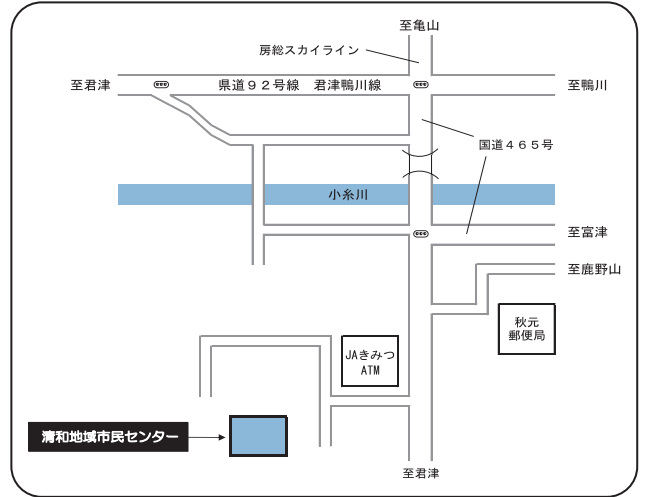 至亀山
房総スカイライン
至君津
県道９２号線　君津鴨川線
至鴨川
国道４６５号
小糸川
至富津
至鹿野山
秋元
郵便局
JAきみつ
ATM
清和地域市民センター
至君津